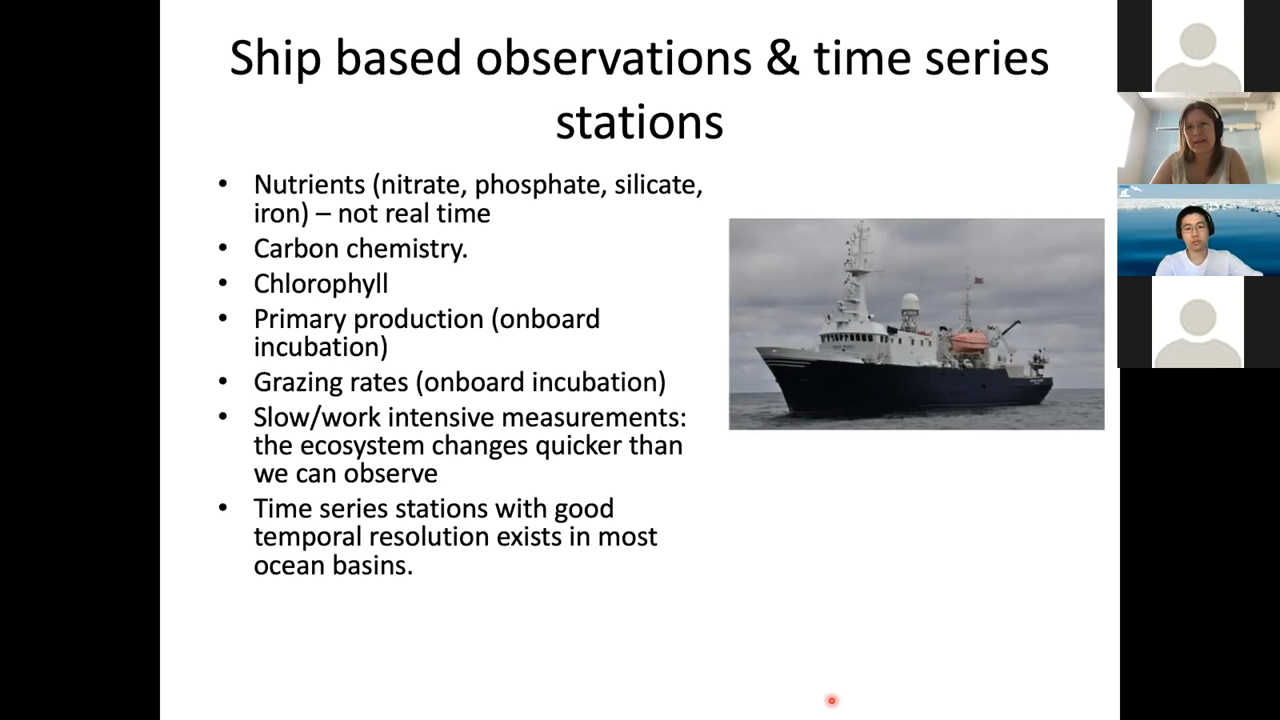 Ship based observations & time series
stations
• Nutrients (nitrate, phosphate, silicate,
iron) – not real time
• Carbon chemistry.
• Chlorophyll
• Primary production (onboard
incubation)
• Grazing rates (onboard incubation)
• Slow/work intensive measurements:
the ecosystem changes quicker than
we can observe
• Time series stations with good
temporal resolution exists in most
ocean basins.